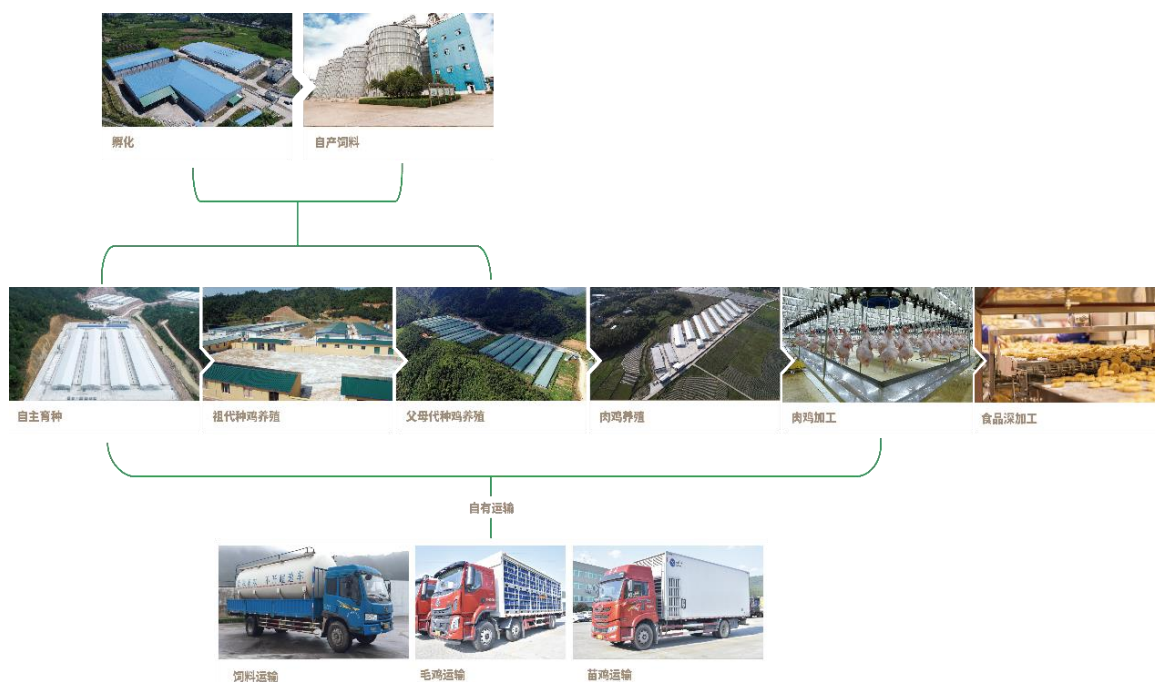 孵化
自产饲料
自主育种
祖代种鸡养殖
父母代种鸡养殖
肉鸡养殖
肉鸡加工
食品深加工
自有运输
饲料运输
毛鸡运输
苗鸡运输